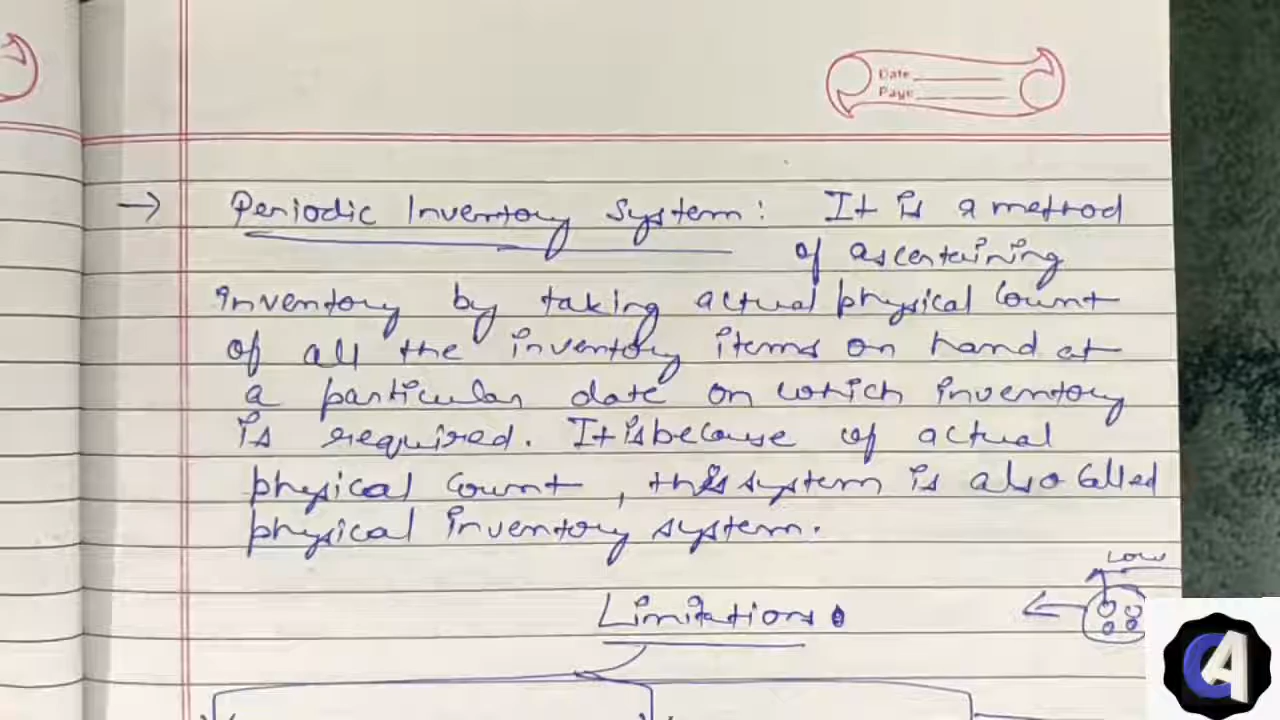 Date
Page
→ Periodic Inventory System: It is a method
of ascertaining
inventory by taking actual physical count
of all the inventory items on hand at
a particular date on which inventory
is required. It is because of actual
physical count, this system is also called
physical inventory system.
Low
Limitations
CA